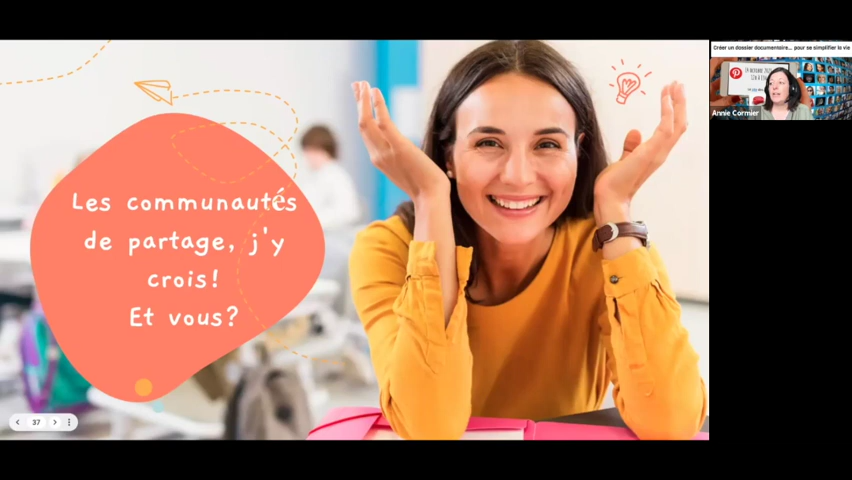 Les communautés
de partage, j'y
crois!
Et vous?
37
Créer un dossier documentaire... pour se simplifier la vie
Annie Cormier